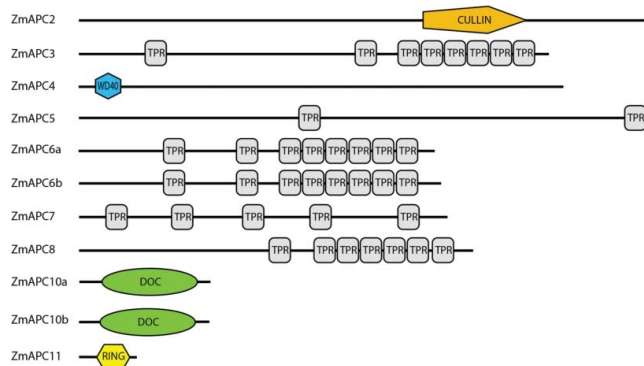 ZmAPC2 CULLIN
ZmAPC3 TPR TPR TPR TPR TPR TPR TPR TPR
ZmAPC4 WD40
ZmAPC5 TPR TPR
ZmAPC6a TPR TPR TPR TPR TPR TPR TPR TPR
ZmAPC6b TPR TPR TPR TPR TPR TPR TPR TPR
ZmAPC7 TPR TPR TPR TPR TPR
ZmAPC8 TPR TPR TPR TPR TPR TPR TPR
ZmAPC10a DOC
ZmAPC10b DOC
ZmAPC11 RING